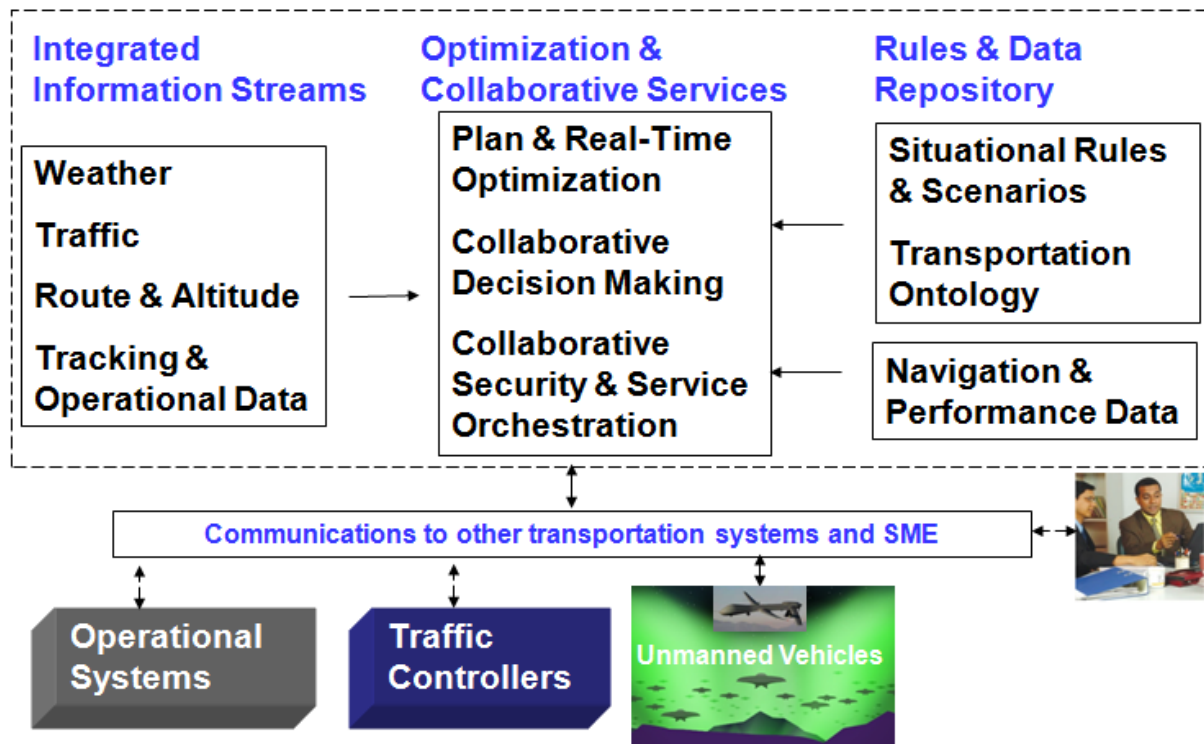 Integrated
Information Streams
Weather
Traffic
Route & Altitude
Tracking &
Operational Data
Optimization &
Collaborative Services
Plan & Real-Time
Optimization
Collaborative
Decision Making
Collaborative
Security & Service
Orchestration
Rules & Data
Repository
Situational Rules
& Scenarios
Transportation
Ontology
Navigation &
Performance Data
Communications to other transportation systems and SME
Operational
Systems
Traffic
Controllers
Unmanned Vehicles